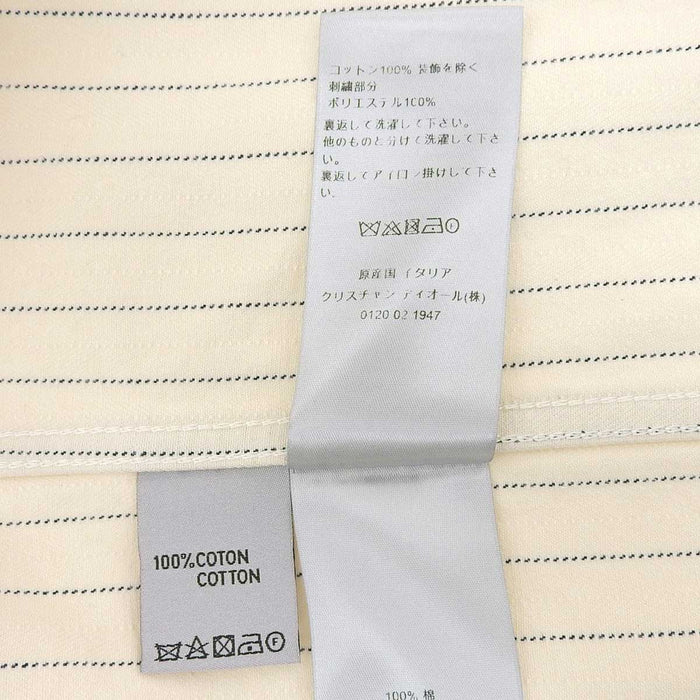 コットン100% 装飾を除く
刺繍部分
ポリエステル100%
裏返して洗濯して下さい。
他のものと分けて洗濯して下さ
い。
裏返してアイロン掛けして下さ
い.
原産国 イタリア
クリスチャン ディオール(株)
0120 02 1947
100%COTON
COTTON
100% 棉